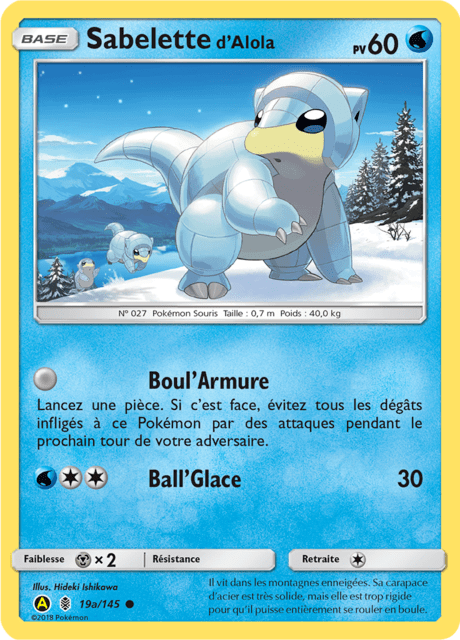 BASE Sabelette d'Alola PV60
N° 027 Pokémon Souris Taille : 0,7 m Poids : 40,0 kg
Boul'Armure
Lancez une pièce. Si c'est face, évitez tous les dégâts
infligés à ce Pokémon par des attaques pendant le
prochain tour de votre adversaire.
Ball'Glace 30
Faiblesse ×2 Résistance Retraite
Illus. Hideki Ishikawa
A 19a/145
©2018 Pokémon
Il vit dans les montagnes enneigées. Sa carapace
d'acier est très solide, mais elle est trop rigide
pour qu'il puisse entièrement se rouler en boule.